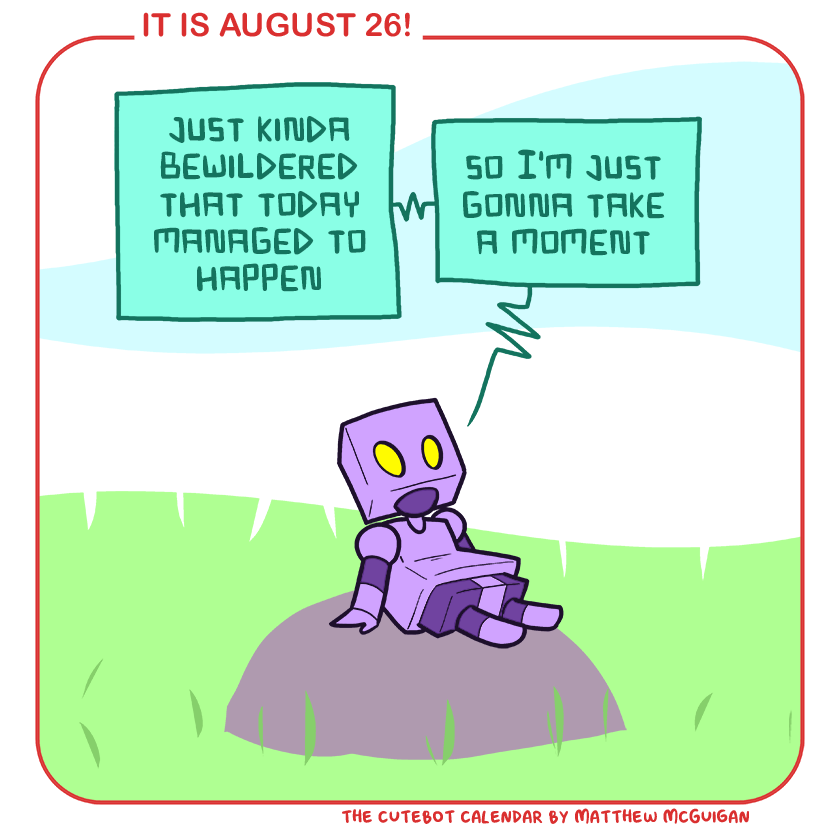 IT IS AUGUST 26!
JUST KINDA
BEWILDERED
THAT TODAY
MANAGED TO
HAPPEN
SO I'M JUST
GONNA TAKE
A MOMENT
THE CUTEBOT CALENDAR BY MATTHEW MCGUIGAN